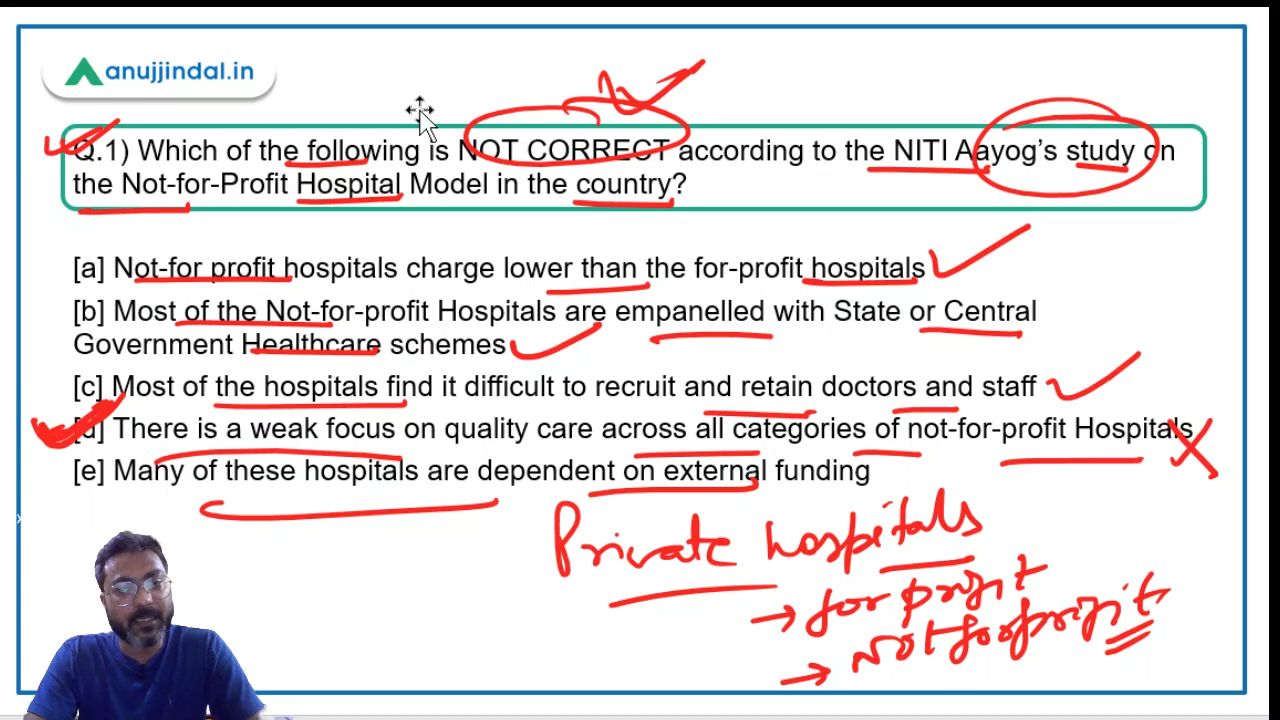 anujjindal.in
Q.1) Which of the following is NOT CORRECT according to the NITI Aayog's study on
the Not-for-Profit Hospital Model in the country?
[a] Not-for profit hospitals charge lower than the for-profit hospitals
[b] Most of the Not-for-profit Hospitals are empanelled with State or Central
Government Healthcare schemes
[c] Most of the hospitals find it difficult to recruit and retain doctors and staff
[d] There is a weak focus on quality care across all categories of not-for-profit Hospitals
[e] Many of these hospitals are dependent on external funding
Private hospitals
→ for profit
→ Not for profit